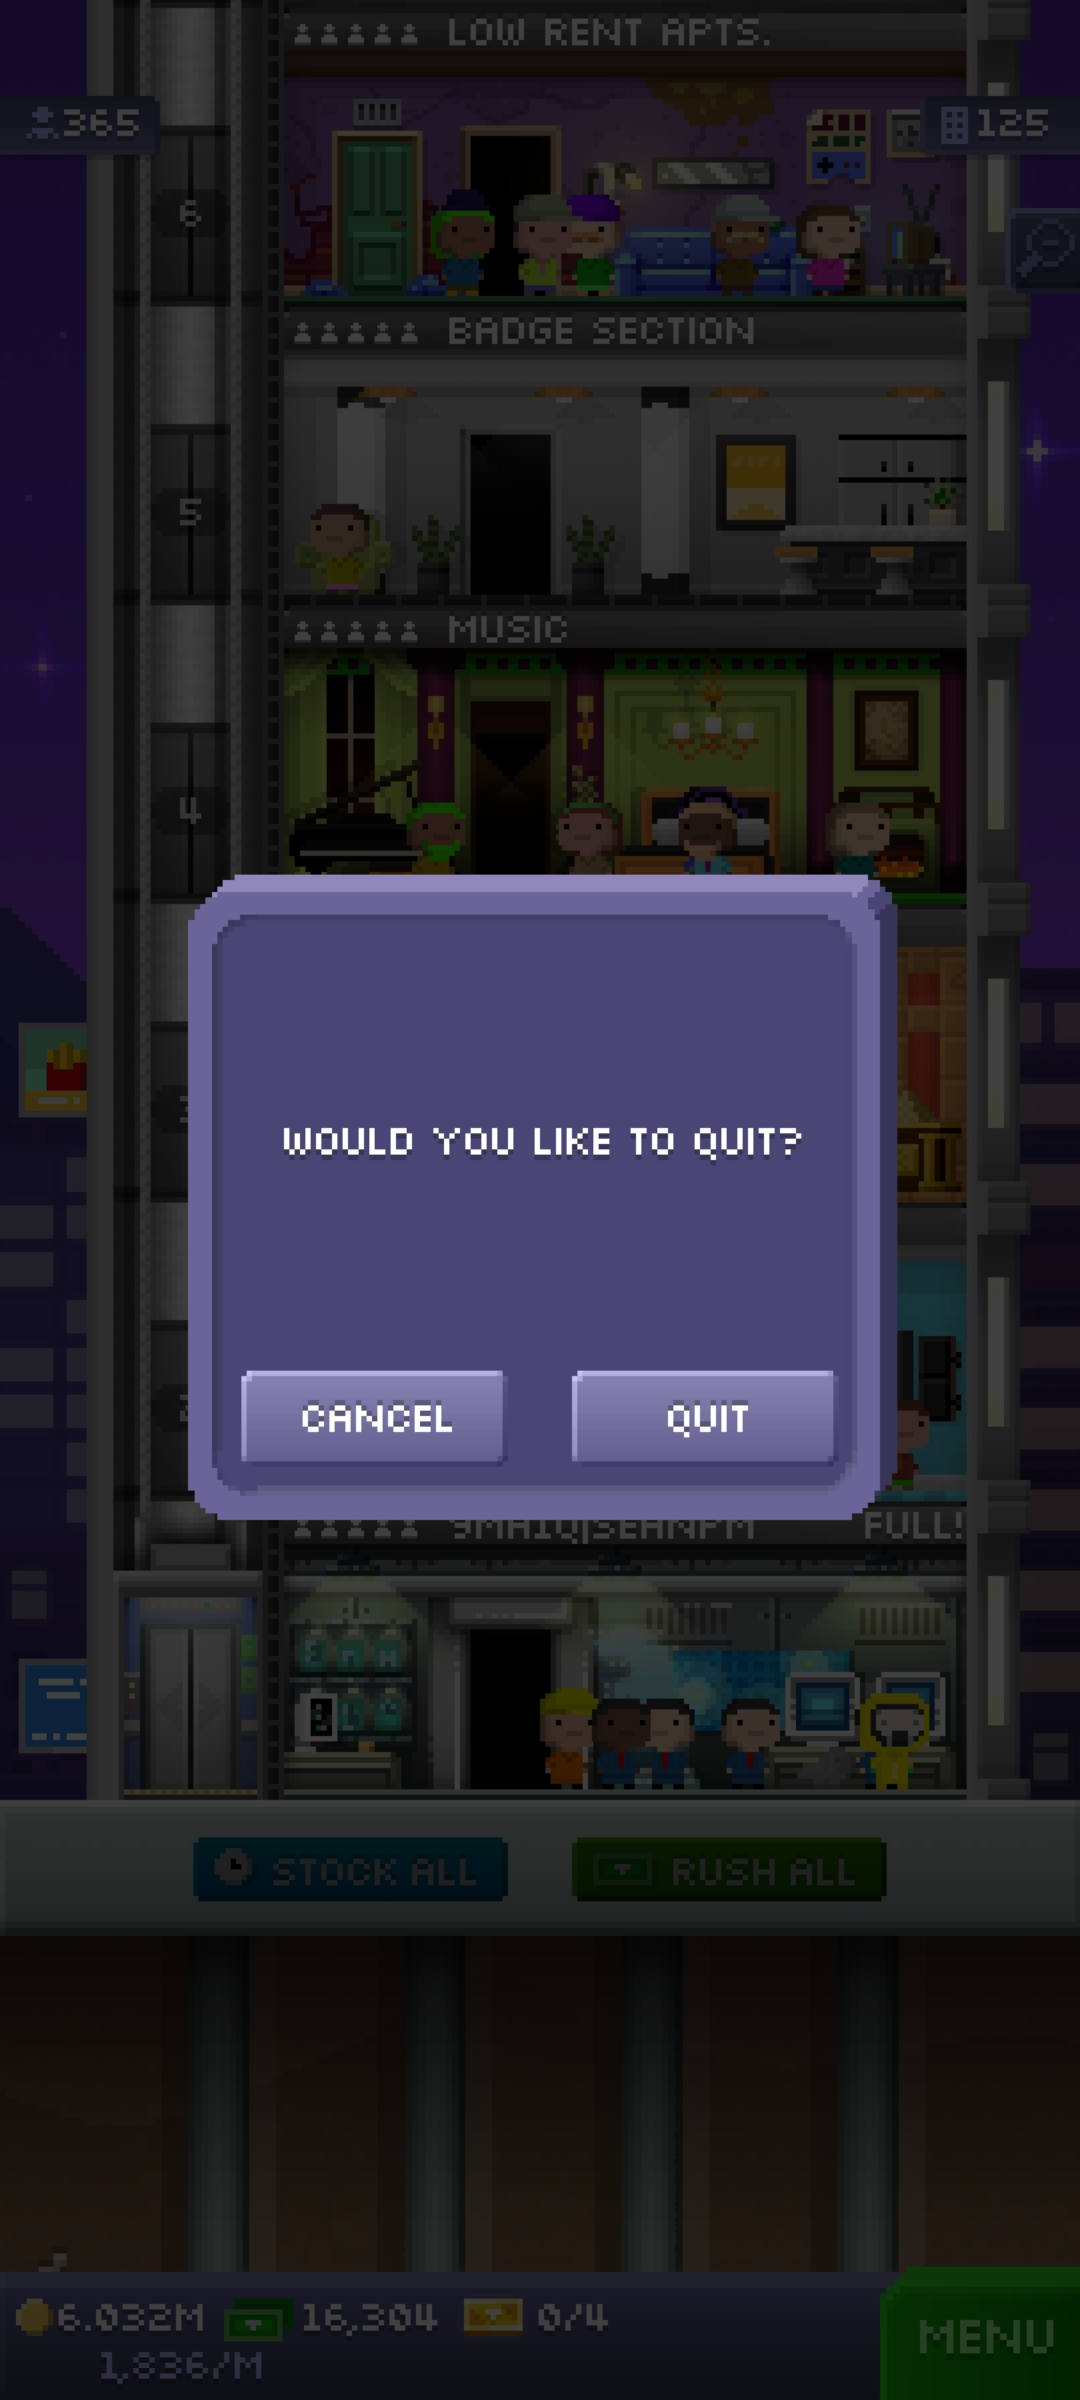 LOW RENT APTS.
365
125
6
BADGE SECTION
5
MUSIC
4
WOULD YOU LIKE TO QUIT?
CANCEL
QUIT
FULL!
STOCK ALL
RUSH ALL
6.032M
16,304
0/4
MENU
1,836/M